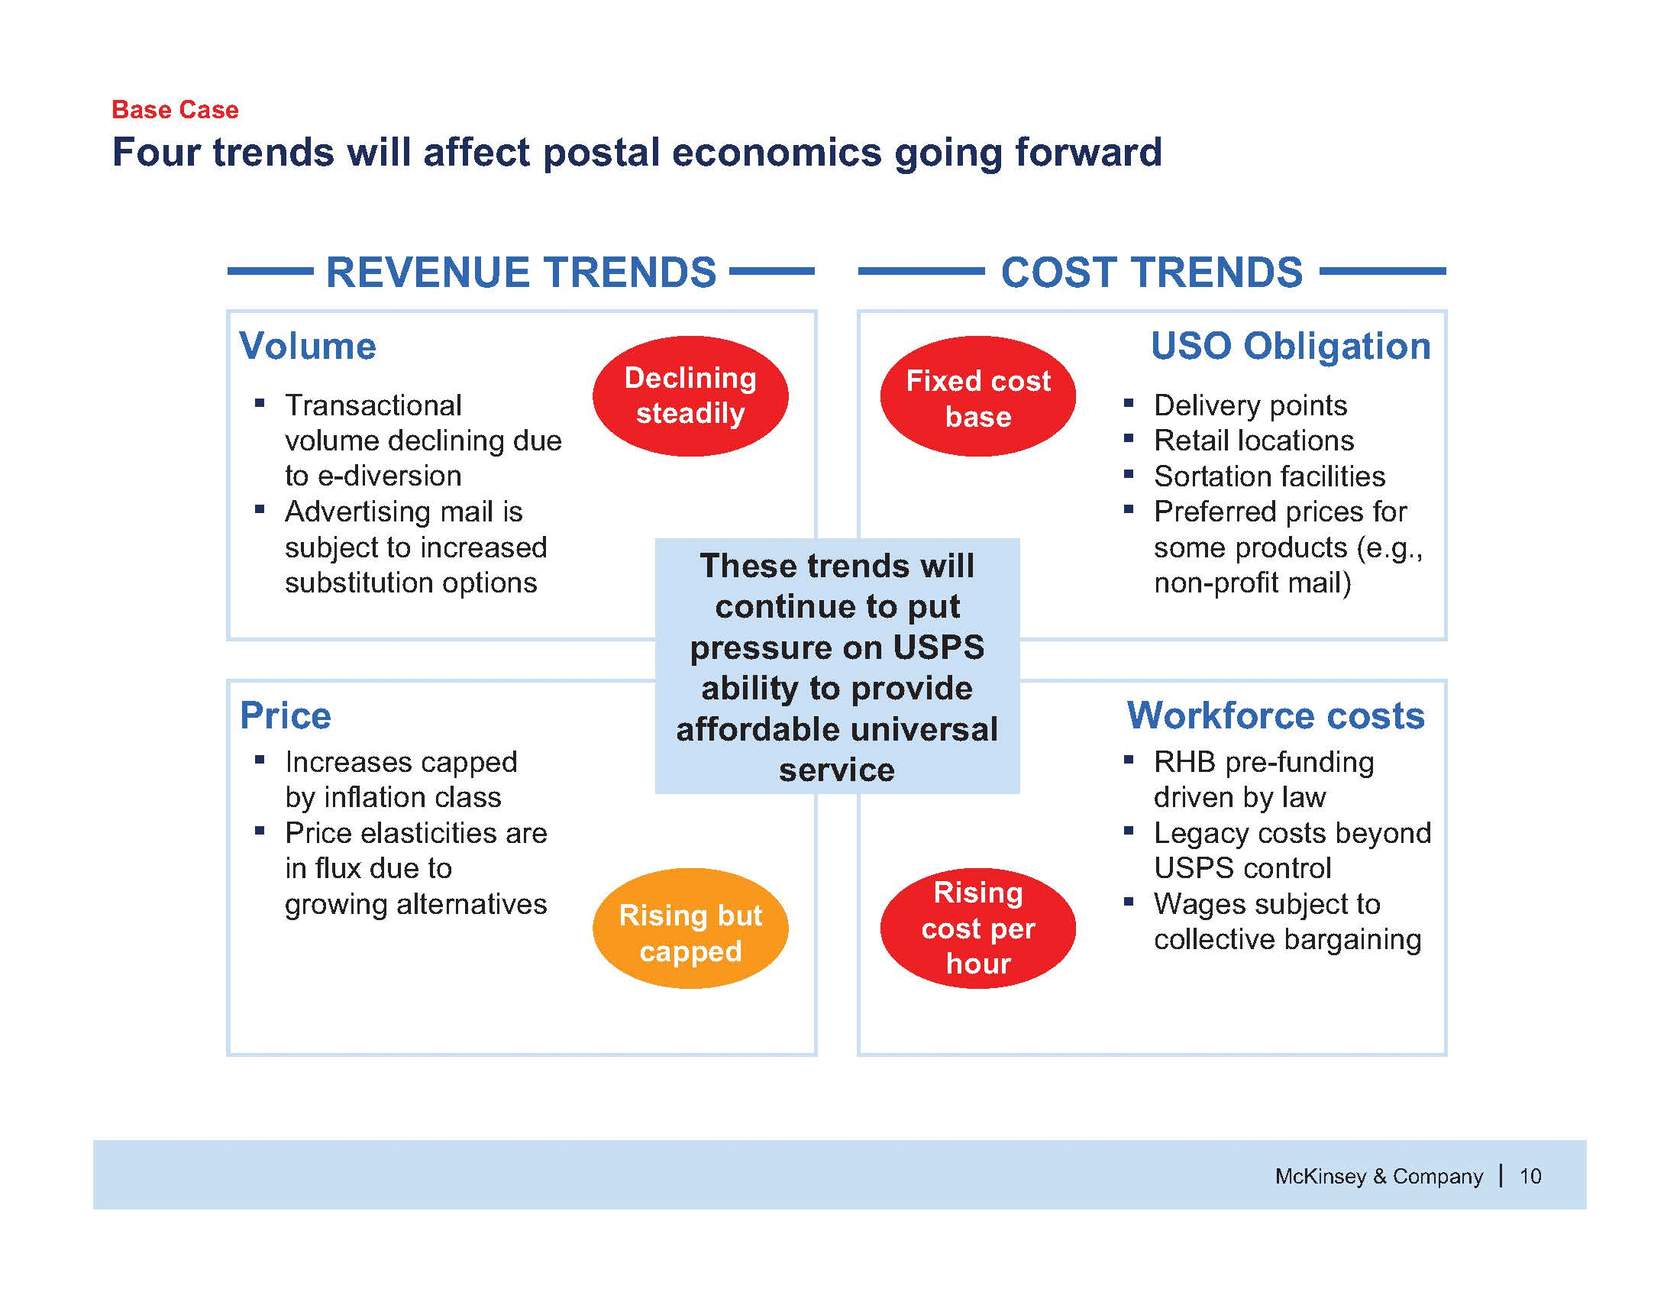 Base Case
Four trends will affect postal economics going forward
REVENUE TRENDS
Volume
▪ Transactional
volume declining due
to e-diversion
▪ Advertising mail is
subject to increased
substitution options
Declining
steadily
Price
▪ Increases capped
by inflation class
▪ Price elasticities are
in flux due to
growing alternatives
Rising but
capped
COST TRENDS
USO Obligation
Fixed cost
base
▪ Delivery points
▪ Retail locations
▪ Sortation facilities
▪ Preferred prices for
some products (e.g.,
non-profit mail)
Workforce costs
▪ RHB pre-funding
driven by law
▪ Legacy costs beyond
USPS control
▪ Wages subject to
collective bargaining
Rising
cost per
hour
These trends will
continue to put
pressure on USPS
ability to provide
affordable universal
service
McKinsey & Company | 10